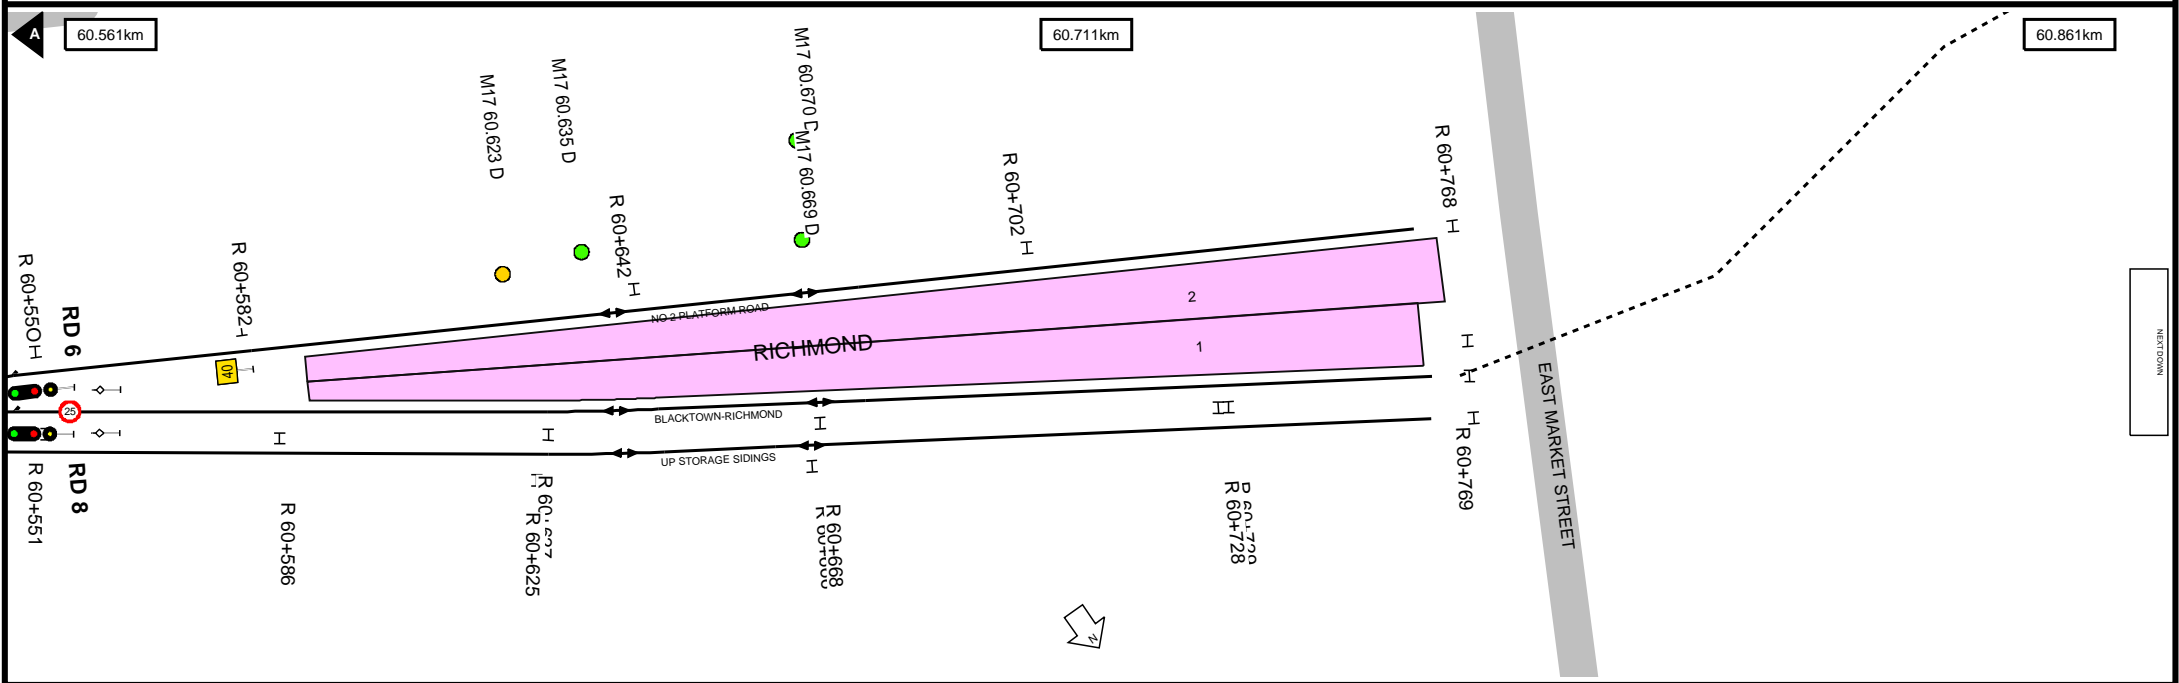 A
60.561km
60.711km
60.861km
M17 60.623 D
M17 60.635 D
M17 60.670 D
M17 60.669 D
R 60+550
RD 6
R 60+582
R 60+642
R 60+702
R 60+768
40
25
NO 2 PLATFORM ROAD
RICHMOND
2
1
BLACKTOWN-RICHMOND
UP STORAGE SIDINGS
R 60+551
RD 8
R 60+586
R 60+625
R 60+668
R 60+728
R 60+769
EAST MARKET STREET
NEXT DOWN
N